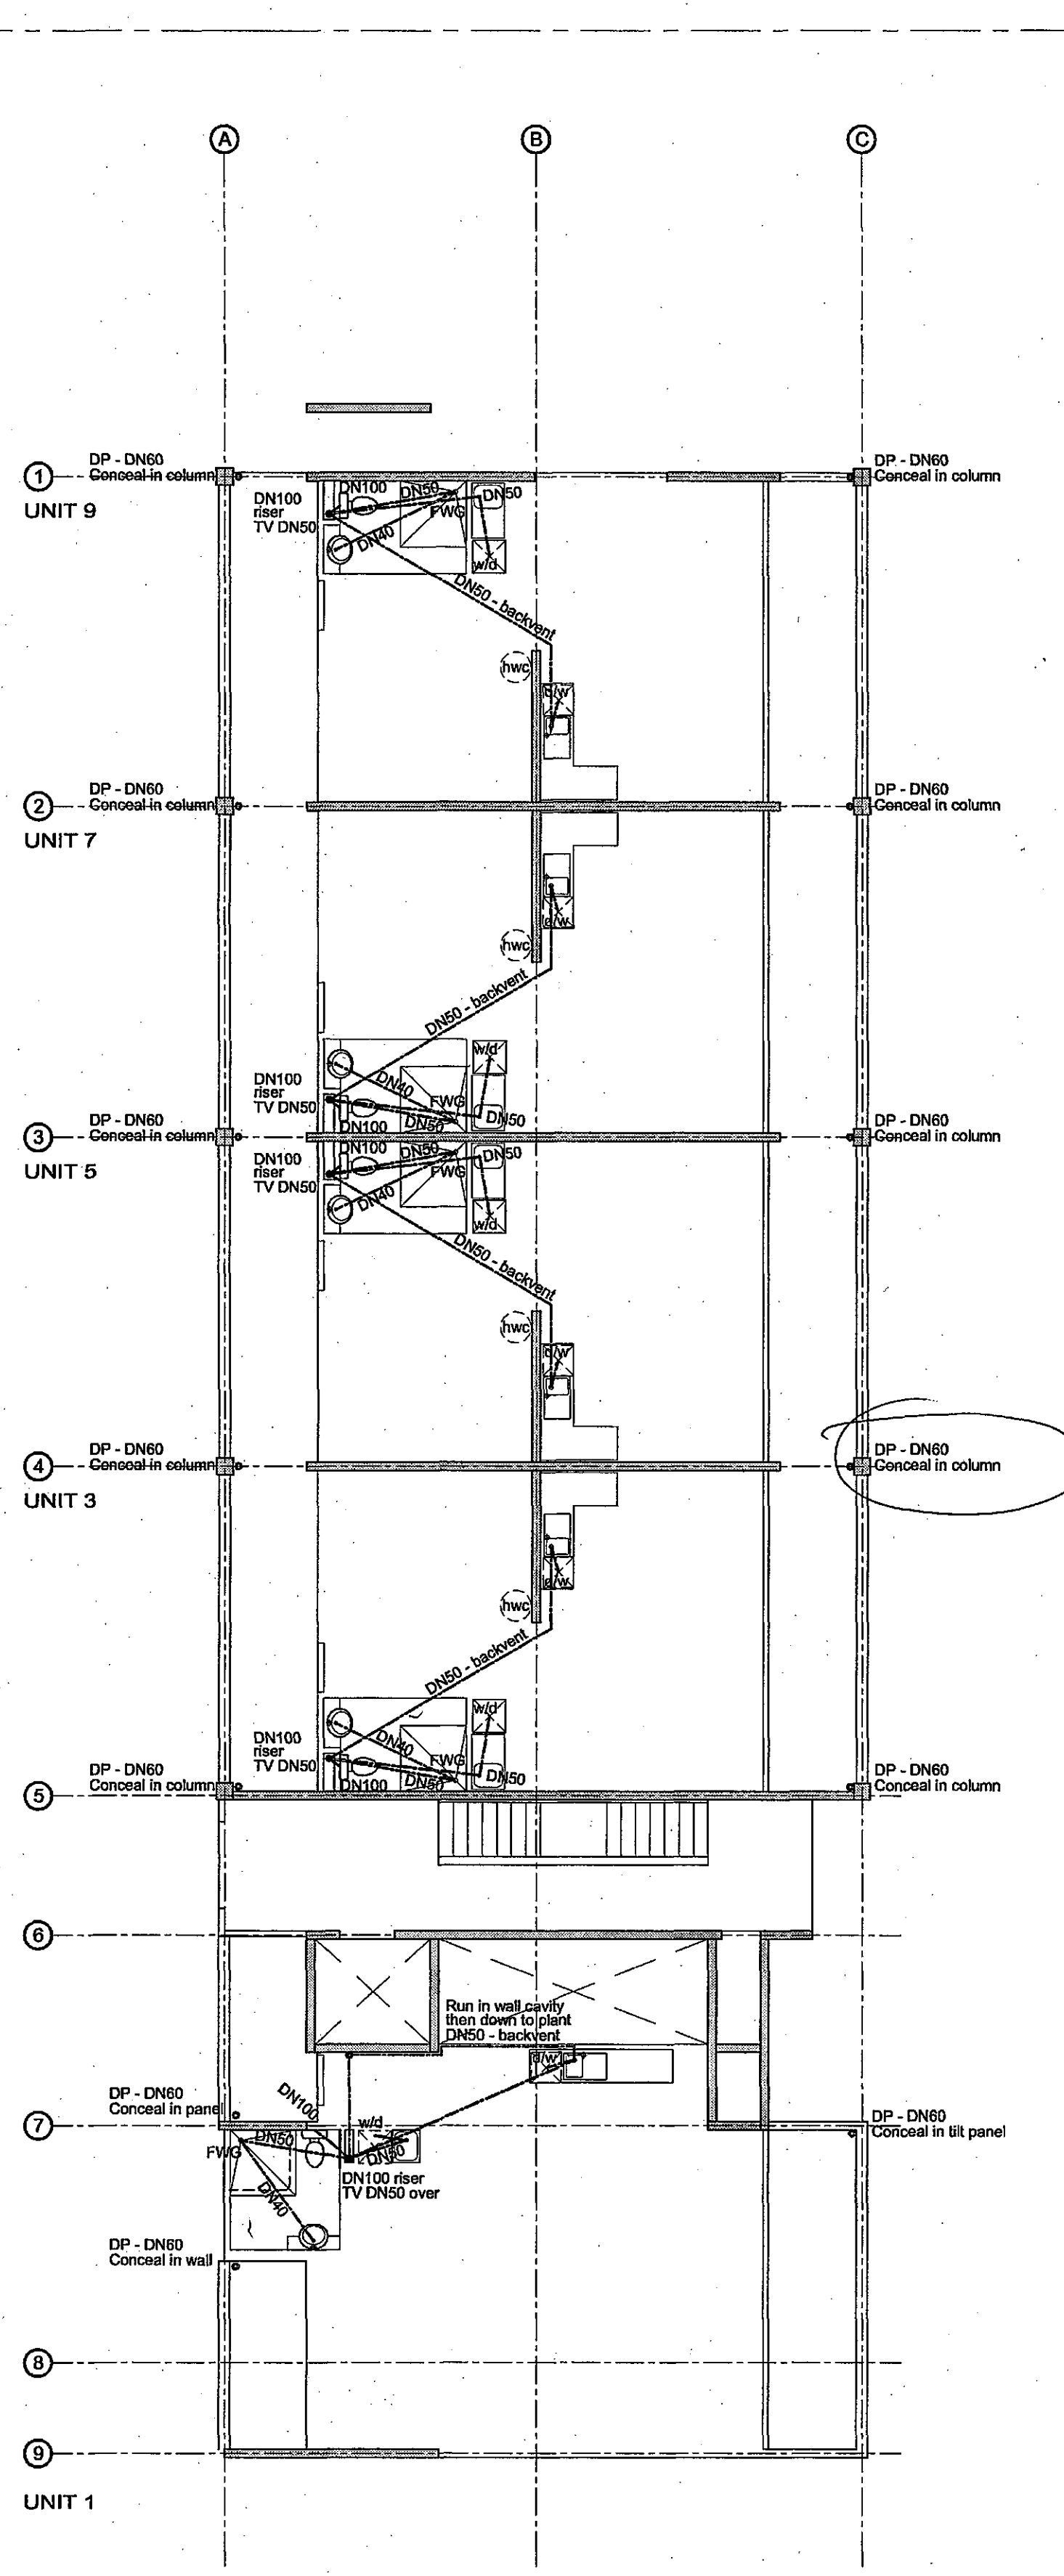 A B C
DP - DN60
Conceal in column
DP - DN60
Conceal in column
1
UNIT 9
DN100
riser
TV DN50
DN100
DN50
DN50
FWG
DN40
w/d
DN50 - backvent
hwc
d/w
DP - DN60
Conceal in column
DP - DN60
Conceal in column
2
UNIT 7
d/w
hwc
DN50 - backvent
w/d
DN40
DN100
riser
TV DN50
FWG
DN50
DN50
DN100
DP - DN60
Conceal in column
DP - DN60
Conceal in column
3
UNIT 5
DN100
riser
TV DN50
DN100
DN50
DN50
FWG
DN40
w/d
DN50 - backvent
hwc
d/w
DP - DN60
Conceal in column
DP - DN60
Conceal in column
4
UNIT 3
d/w
hwc
DN50 - backvent
w/d
DN40
DN100
riser
TV DN50
FWG
DN50
DN50
DN100
DP - DN60
Conceal in column
DP - DN60
Conceal in column
5
6
Run in wall cavity
then down to plant
DN50 - backvent
d/w
DP - DN60
Conceal in panel
DN100
7
w/d
DP - DN60
Conceal in tilt panel
DN50
FWG
DN50
DN100 riser
TV DN50 over
DN40
DP - DN60
Conceal in wall
8
9
UNIT 1